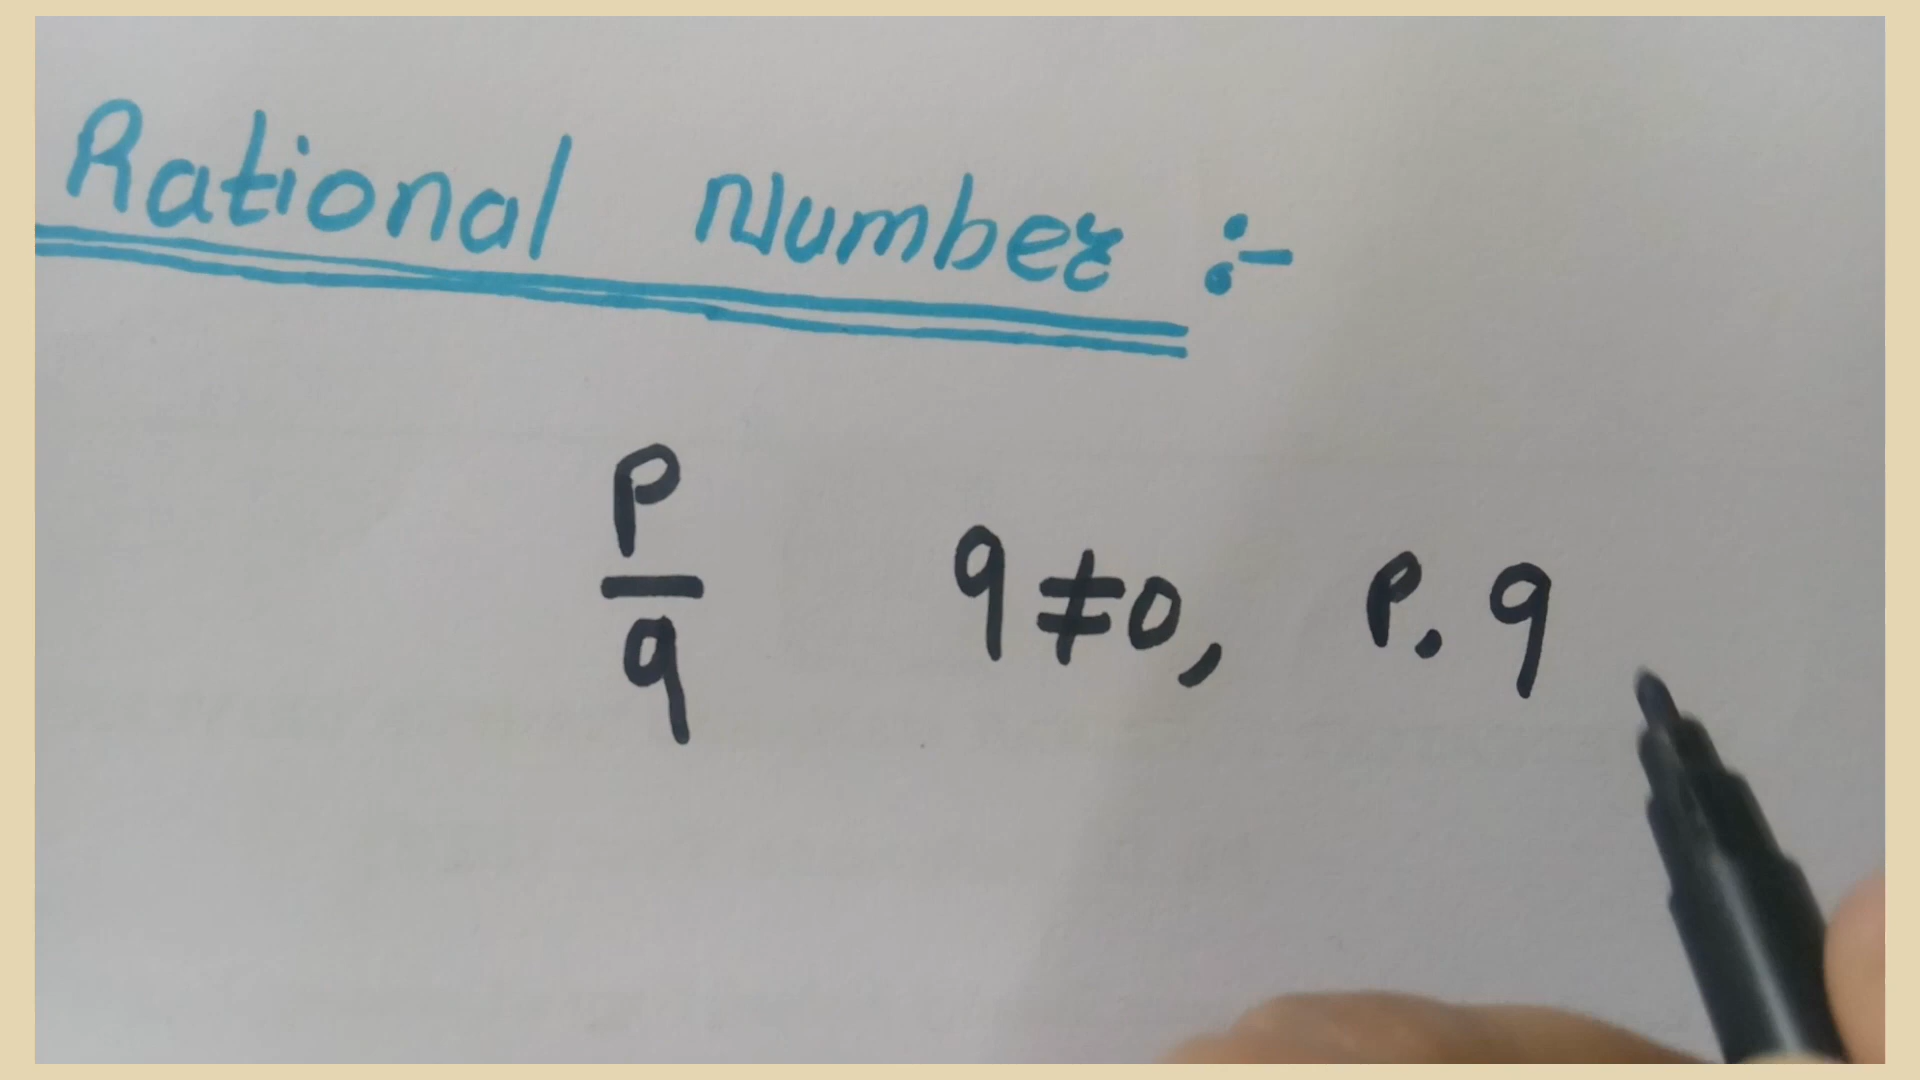 Rational Number :-
p/q q≠0, p, q